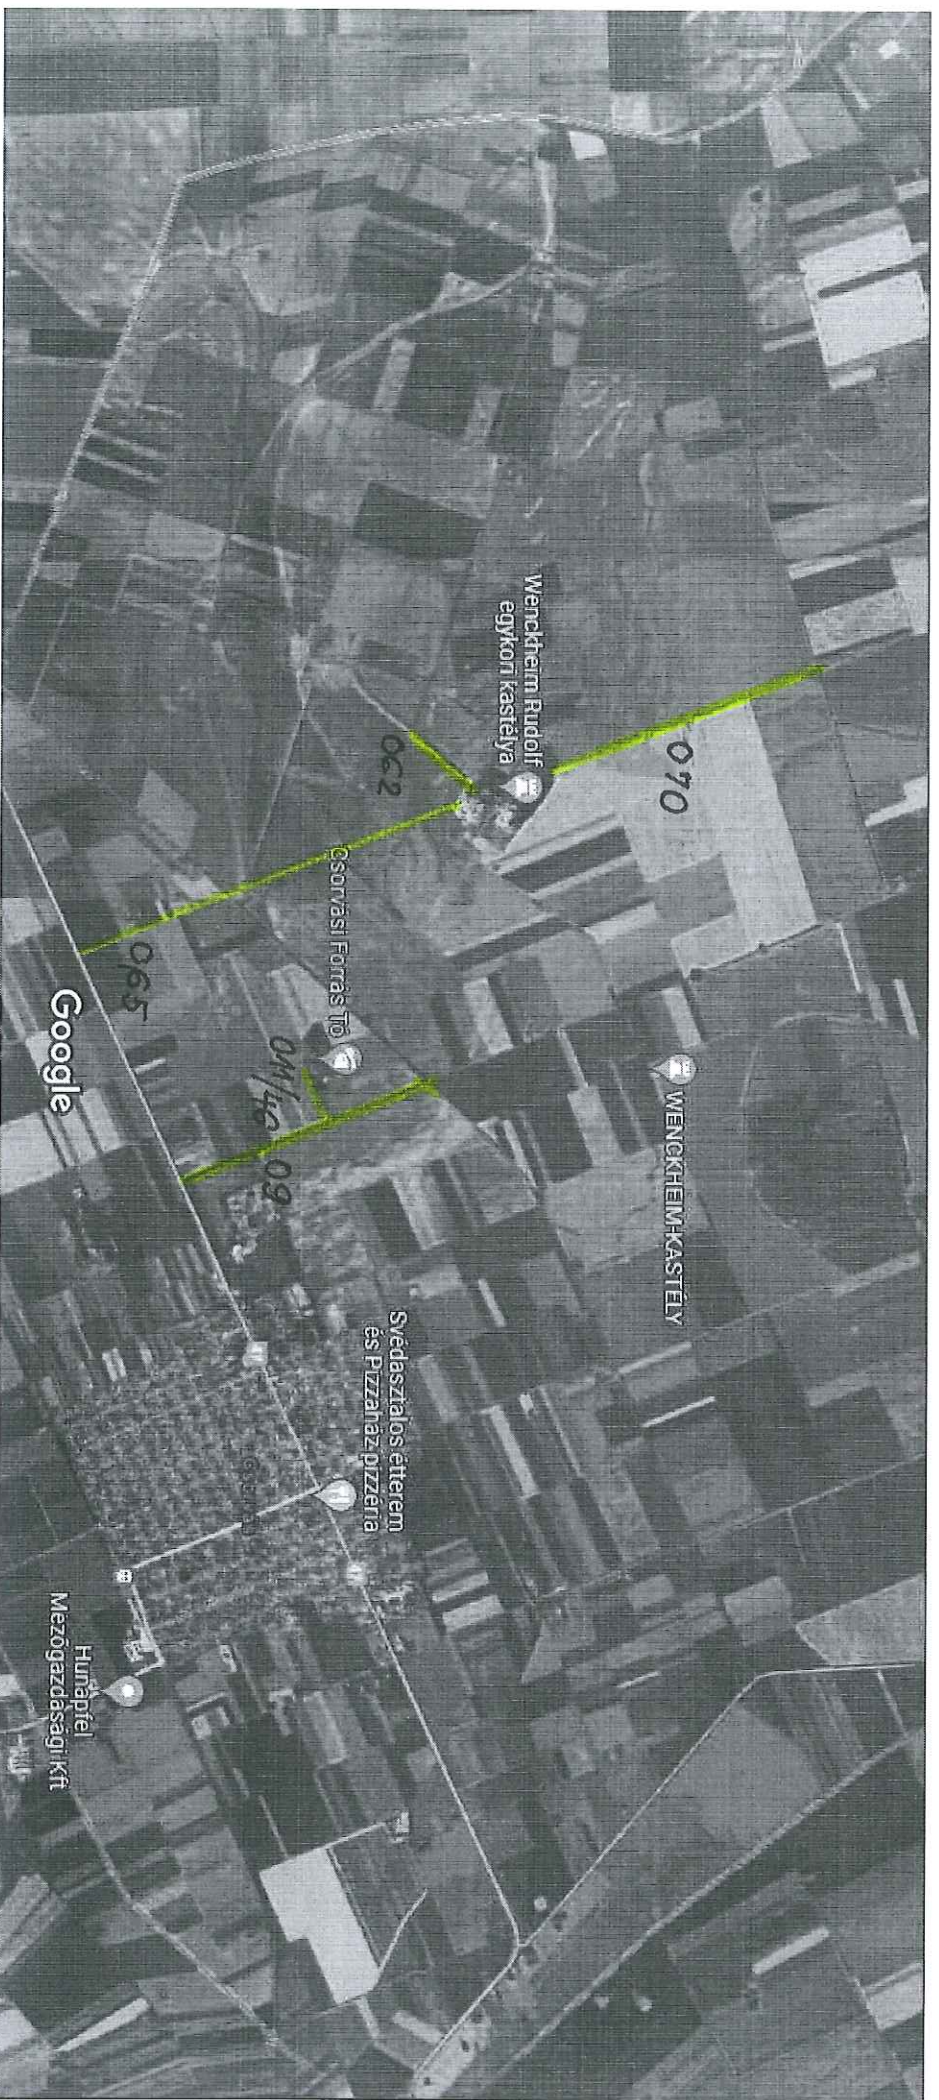 070
WENCKHEIM-KASTÉLY
Wenckheim Rudolf
egykori kastélya
062
Csorvási Forrás Tó
Svédasztalos étterem
és Pizzaház pizzéria
011/40
09
065
Google
Hunapfel
Mezőgazdasági Kft